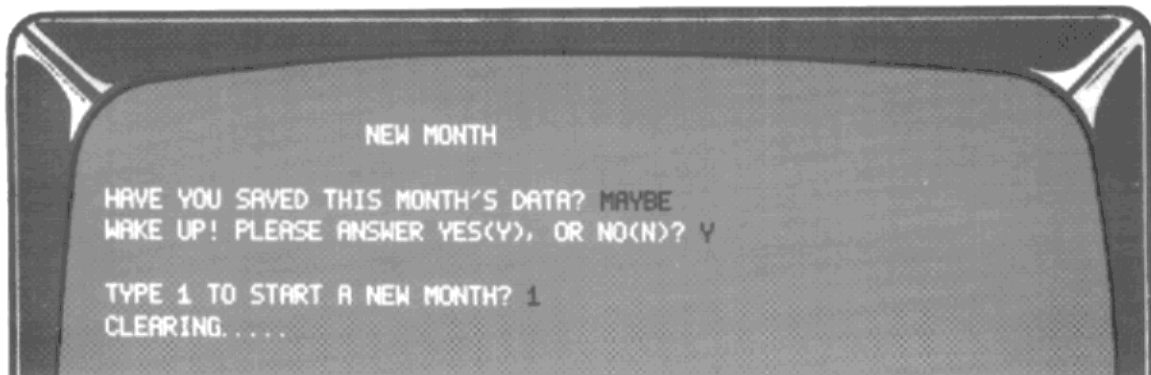 NEW MONTH
HAVE YOU SAVED THIS MONTH'S DATA? MAYBE
WAKE UP! PLEASE ANSWER YES(Y), OR NO(N)? Y
TYPE 1 TO START A NEW MONTH? 1
CLEARING.....